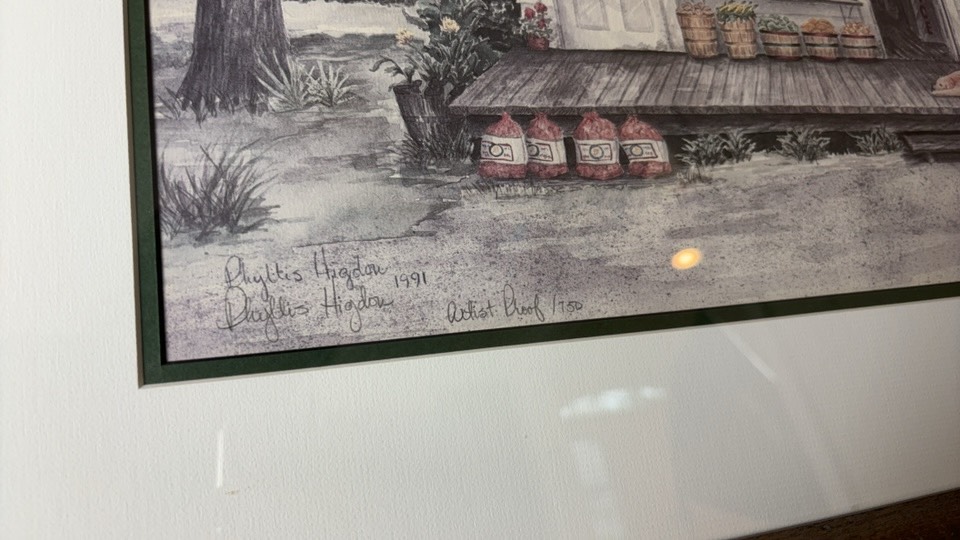 Phyllis Higdon 1991
Phyllis Higdon
Artist Proof /750